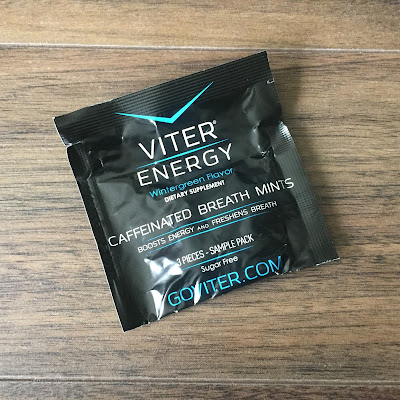 VITER®
ENERGY
Wintergreen Flavor
DIETARY SUPPLEMENT
CAFFEINATED BREATH MINTS
BOOSTS ENERGY AND FRESHENS BREATH
3 PIECES - SAMPLE PACK
Sugar Free
GOVITER.COM